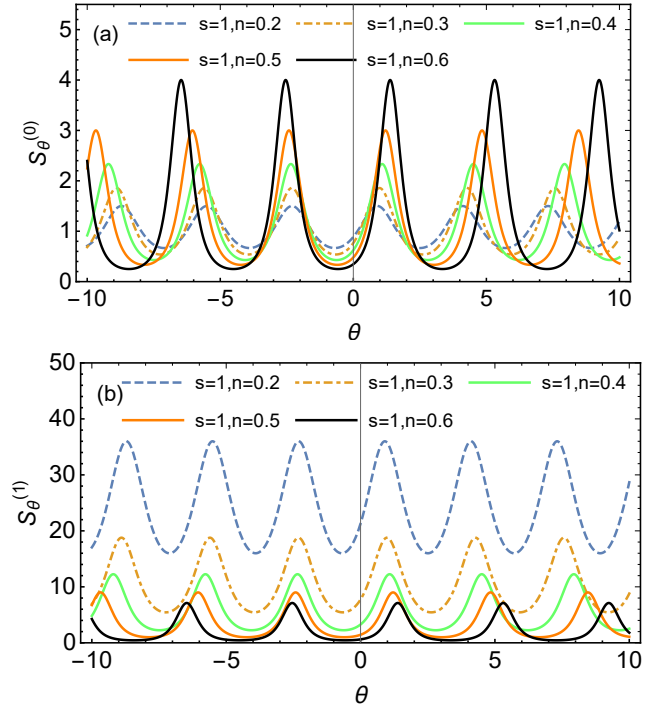 (a)
s=1,n=0.2 s=1,n=0.3 s=1,n=0.4
s=1,n=0.5 s=1,n=0.6
5
4
3
2
1
0
S_θ^(0)
−10 −5 0 5 10
θ
(b)
s=1,n=0.2 s=1,n=0.3 s=1,n=0.4
s=1,n=0.5 s=1,n=0.6
50
40
30
20
10
0
S_θ^(1)
−10 −5 0 5 10
θ